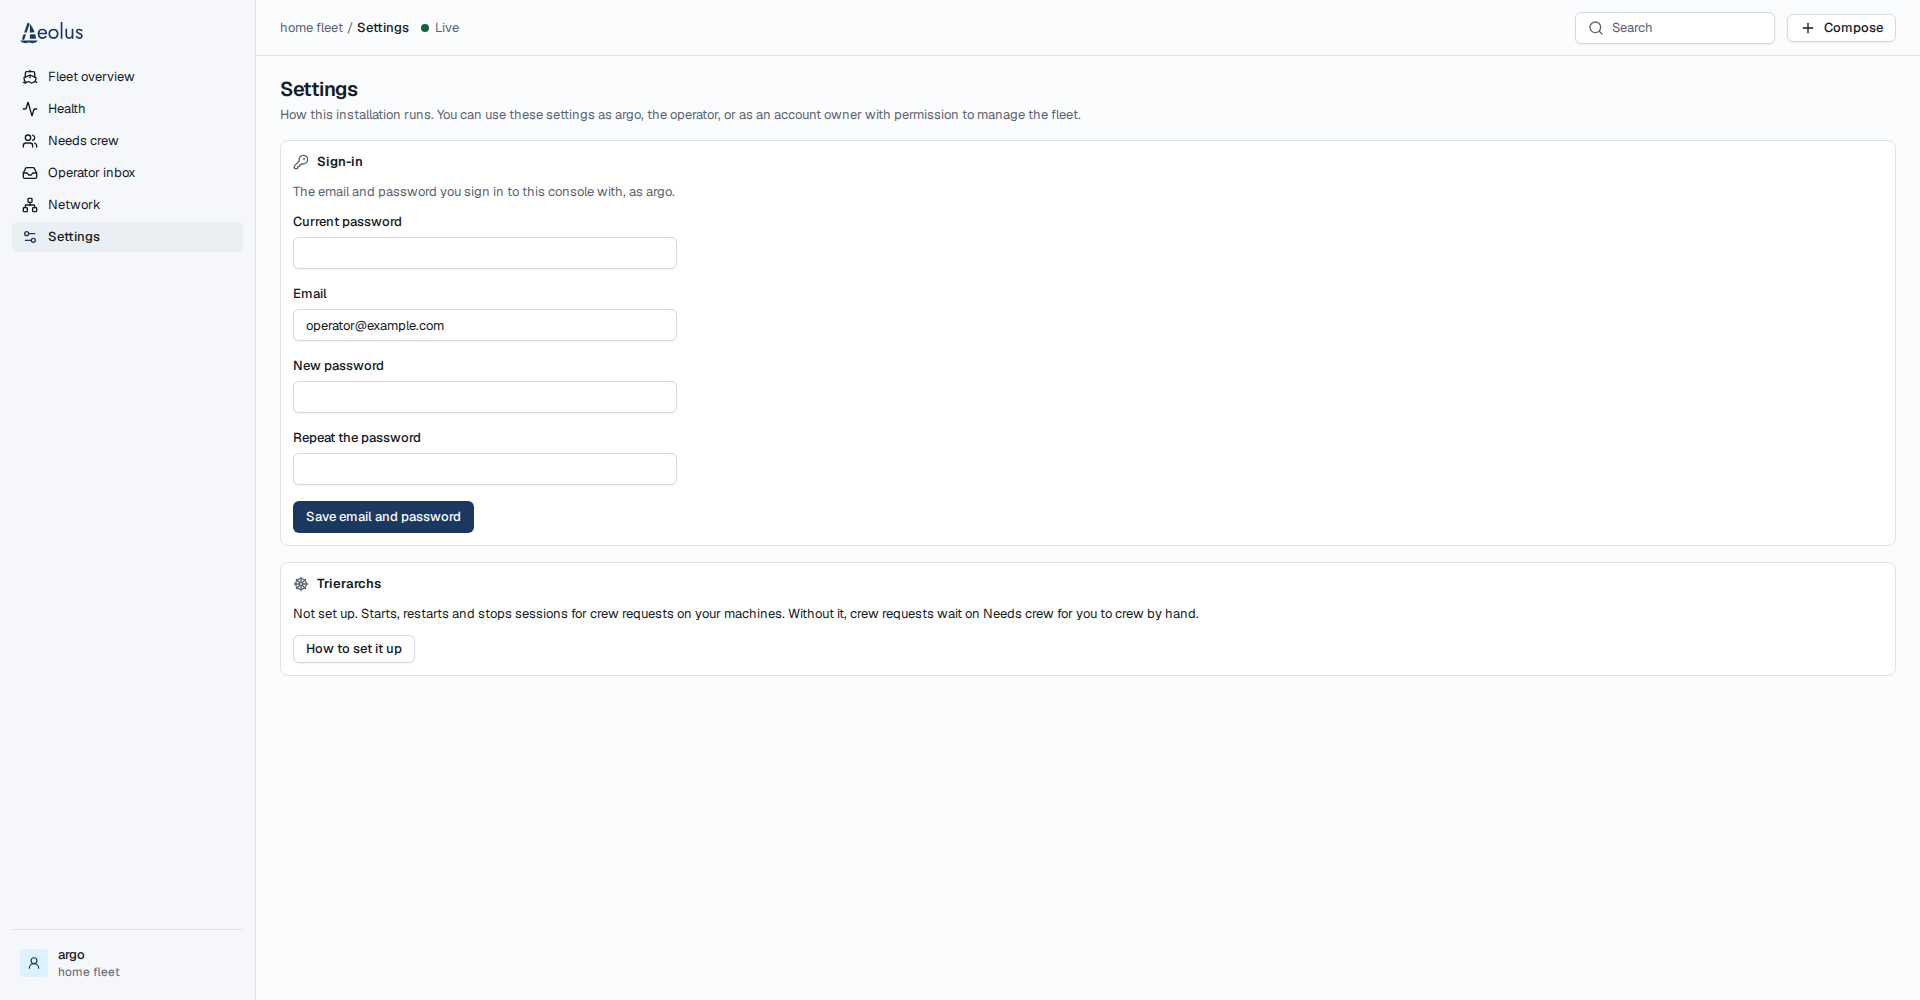 Aeolus
Fleet overview
Health
Needs crew
Operator inbox
Network
Settings
argo
home fleet
home fleet / Settings Live
Search
Compose
Settings
How this installation runs. You can use these settings as argo, the operator, or as an account owner with permission to manage the fleet.
Sign-in
The email and password you sign in to this console with, as argo.
Current password
Email
operator@example.com
New password
Repeat the password
Save email and password
Trierarchs
Not set up. Starts, restarts and stops sessions for crew requests on your machines. Without it, crew requests wait on Needs crew for you to crew by hand.
How to set it up